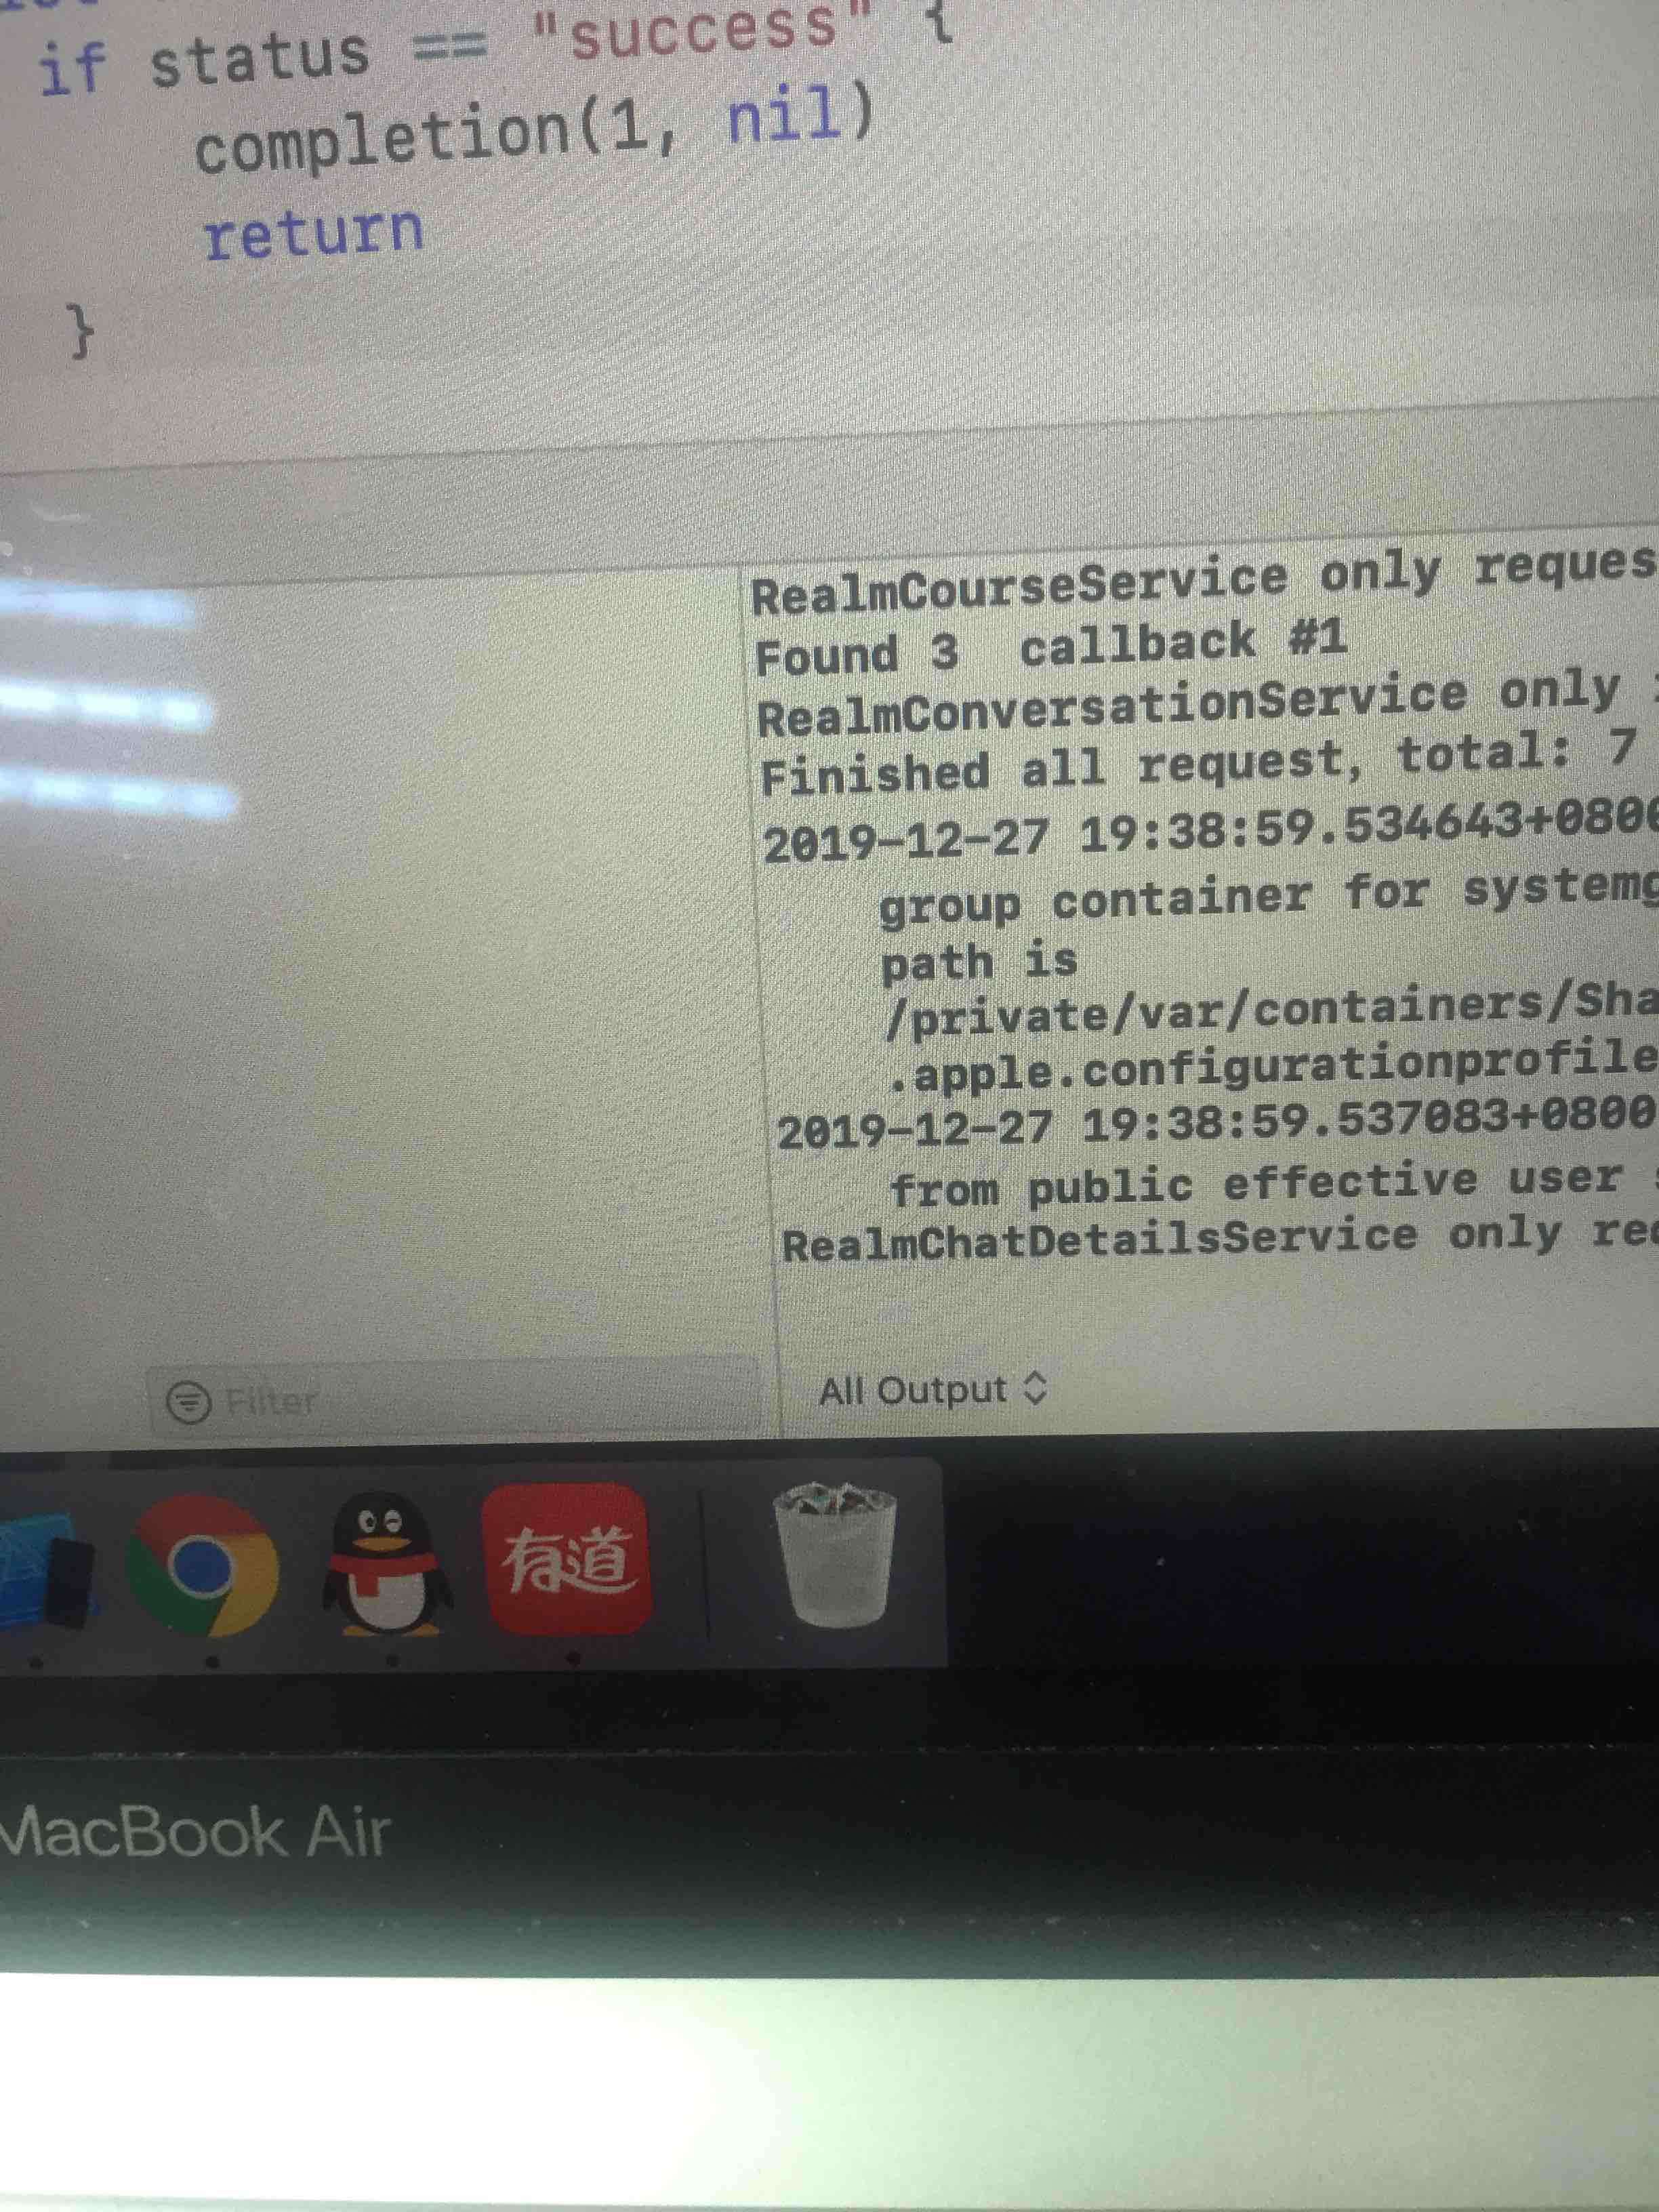 if status == "success" {
completion(1, nil)
return
}
RealmCourseService only reques
Found 3  callback #1
RealmConversationService only
Finished all request, total: 7
2019-12-27 19:38:59.534643+0800
group container for systemg
path is
/private/var/containers/Sha
.apple.configurationprofile
2019-12-27 19:38:59.537083+0800
from public effective user
RealmChatDetailsService only req
Filter
All Output
有道
MacBook Air